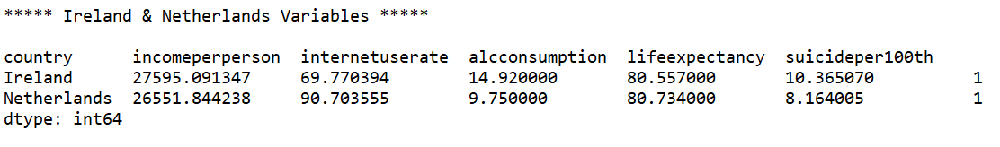 ***** Ireland & Netherlands Variables *****
country      incomeperperson  internetuserate  alcconsumption  lifeexpectancy  suicideper100th
Ireland      27595.091347     69.770394        14.920000       80.557000       10.365070          1
Netherlands  26551.844238     90.703555        9.750000        80.734000       8.164005           1
dtype: int64